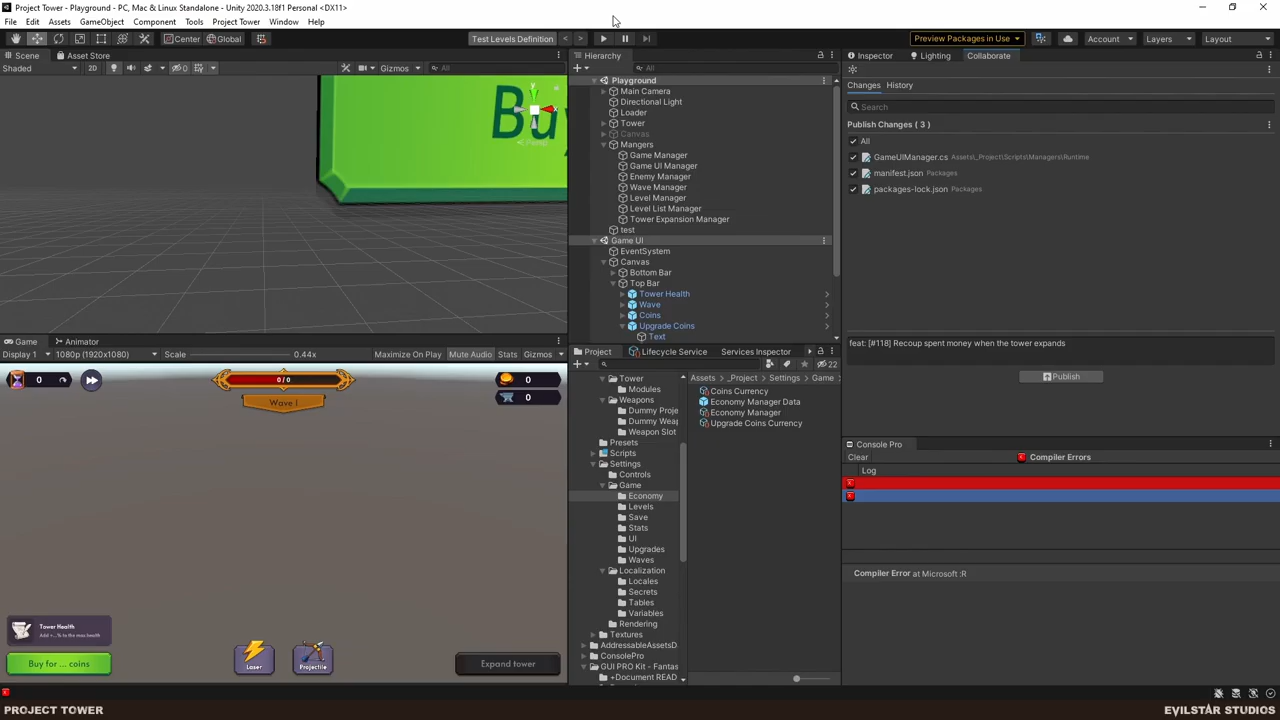 Project Tower - Playground - PC, Mac & Linux Standalone - Unity 2020.3.18f1 Personal <DX11>
File Edit Assets GameObject Component Tools Project Tower Window Help
Center Global
Test Levels Definition
Preview Packages in Use
Account
Layers
Layout
Scene Asset Store
Shaded 2D 0 Gizmos All
Buy
Persp
Game Animator
Display 1 1080p (1920x1080) Scale 0.44x Maximize On Play Mute Audio Stats Gizmos
0
0 / 0
Wave I
0
0
Tower Health
Add +...% to the max health
Buy for ... coins
Laser
Projectile
Expand tower
Hierarchy
All
Playground
Main Camera
Directional Light
Loader
Tower
Canvas
Mangers
Game Manager
Game UI Manager
Enemy Manager
Wave Manager
Level Manager
Level List Manager
Tower Expansion Manager
test
Game UI
EventSystem
Canvas
Bottom Bar
Top Bar
Tower Health
Wave
Coins
Upgrade Coins
Text
Project Lifecycle Service Services Inspector
22
Tower
Modules
Weapons
Dummy Proje
Dummy Weap
Weapon Slot
Presets
Scripts
Settings
Controls
Game
Economy
Levels
Save
Stats
UI
Upgrades
Waves
Localization
Locales
Secrets
Tables
Variables
Rendering
Textures
AddressableAssetsD
ConsolePro
GUI PRO Kit - Fantas
+Document READ
Assets > _Project > Settings > Game
Coins Currency
Economy Manager Data
Economy Manager
Upgrade Coins Currency
Inspector Lighting Collaborate
Changes History
Search
Publish Changes ( 3 )
All
GameUIManager.cs Assets\_Project\Scripts\Managers\Runtime
manifest.json Packages
packages-lock.json Packages
feat: [#118] Recoup spent money when the tower expands
Publish
Console Pro
Clear Compiler Errors
Log
Compiler Error at Microsoft :R
PROJECT TOWER
EVILSTAR STUDIOS